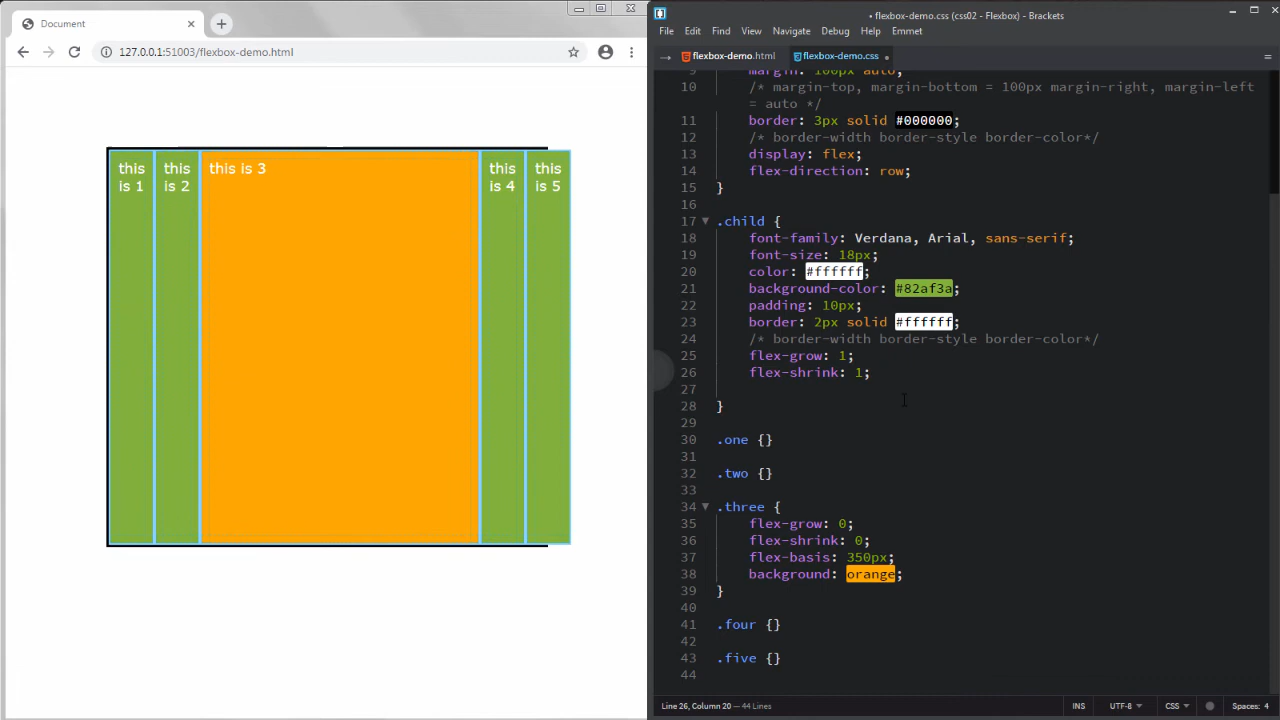 Document
127.0.0.1:51003/flexbox-demo.html
this is 1
this is 2
this is 3
this is 4
this is 5
• flexbox-demo.css (css02 - Flexbox) - Brackets
File Edit Find View Navigate Debug Help Emmet
flexbox-demo.html flexbox-demo.css
9 margin: 100px auto;
10 /* margin-top, margin-bottom = 100px margin-right, margin-left
= auto */
11 border: 3px solid #000000;
12 /* border-width border-style border-color*/
13 display: flex;
14 flex-direction: row;
15 }
16
17 .child {
18 font-family: Verdana, Arial, sans-serif;
19 font-size: 18px;
20 color: #ffffff;
21 background-color: #82af3a;
22 padding: 10px;
23 border: 2px solid #ffffff;
24 /* border-width border-style border-color*/
25 flex-grow: 1;
26 flex-shrink: 1;
27
28 }
29
30 .one {}
31
32 .two {}
33
34 .three {
35 flex-grow: 0;
36 flex-shrink: 0;
37 flex-basis: 350px;
38 background: orange;
39 }
40
41 .four {}
42
43 .five {}
44
Line 26, Column 20 — 44 Lines
INS UTF-8 CSS Spaces: 4